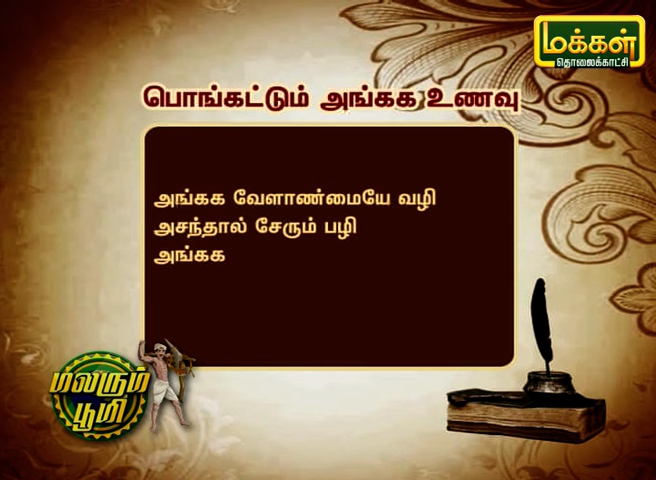 மக்கள்
தொலைக்காட்சி
பொங்கட்டும் அங்கக உணவு
அங்கக வேளாண்மையே வழி
அசந்தால் சேரும் பழி
அங்கக
மலரும்
பூமி